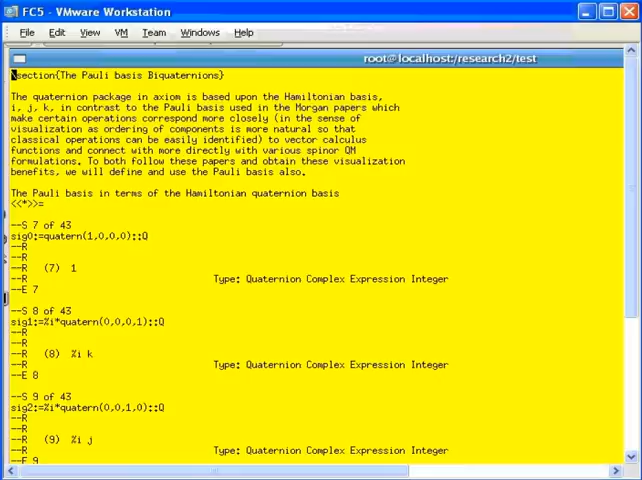 FC5 - VMware Workstation
File Edit View VM Team Windows Help
root@localhost:/research2/test
\section{The Pauli basis Biquaternions}
The quaternion package in axiom is based upon the Hamiltonian basis,
i, j, k, in contrast to the Pauli basis used in the Morgan papers which
make certain operations correspond more closely (in the sense of
visualization as ordering of components is more natural so that
classical operations can be easily identified) to vector calculus
functions and connect with more directly with various spinor QM
formulations. To both follow these papers and obtain these visualization
benefits, we will define and use the Pauli basis also.
The Pauli basis in terms of the Hamiltonian quaternion basis
<<*>>=
--S 7 of 43
sig0:=quatern(1,0,0,0)::Q
--R
--R
--R (7) 1
--R Type: Quaternion Complex Expression Integer
--E 7
--S 8 of 43
sig1:=%i*quatern(0,0,0,1)::Q
--R
--R
--R (8) %i k
--R Type: Quaternion Complex Expression Integer
--E 8
--S 9 of 43
sig2:=%i*quatern(0,0,1,0)::Q
--R
--R
--R (9) %i j
--R Type: Quaternion Complex Expression Integer
--E 9